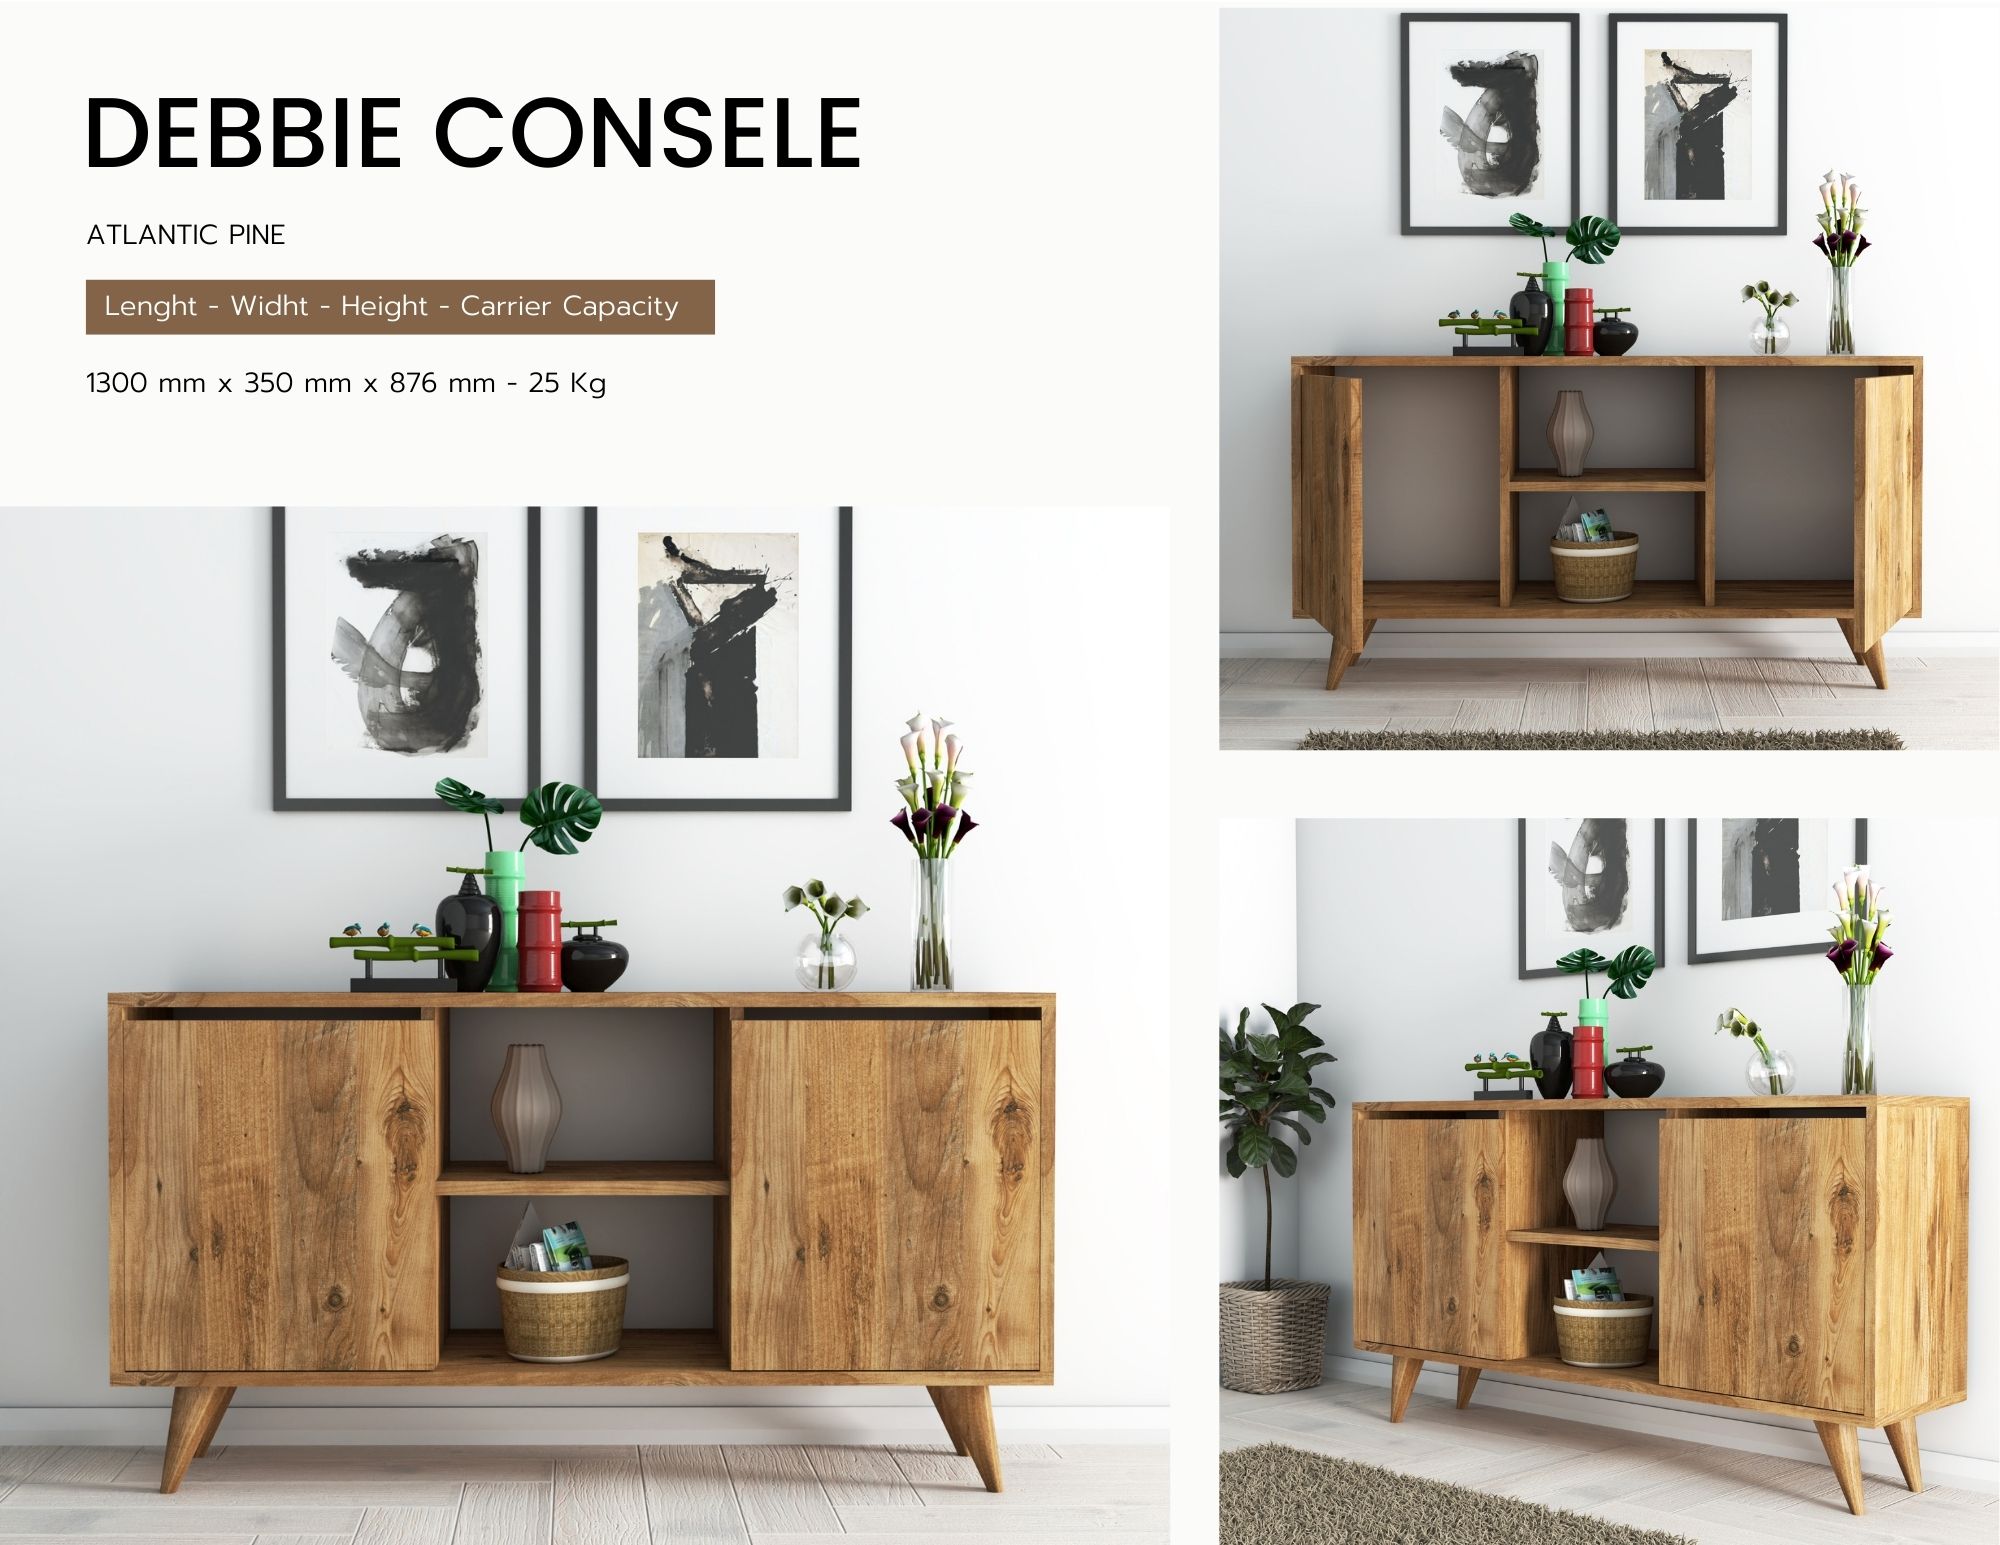 DEBBIE CONSELE
ATLANTIC PINE
Lenght - Widht - Height - Carrier Capacity
1300 mm x 350 mm x 876 mm - 25 Kg